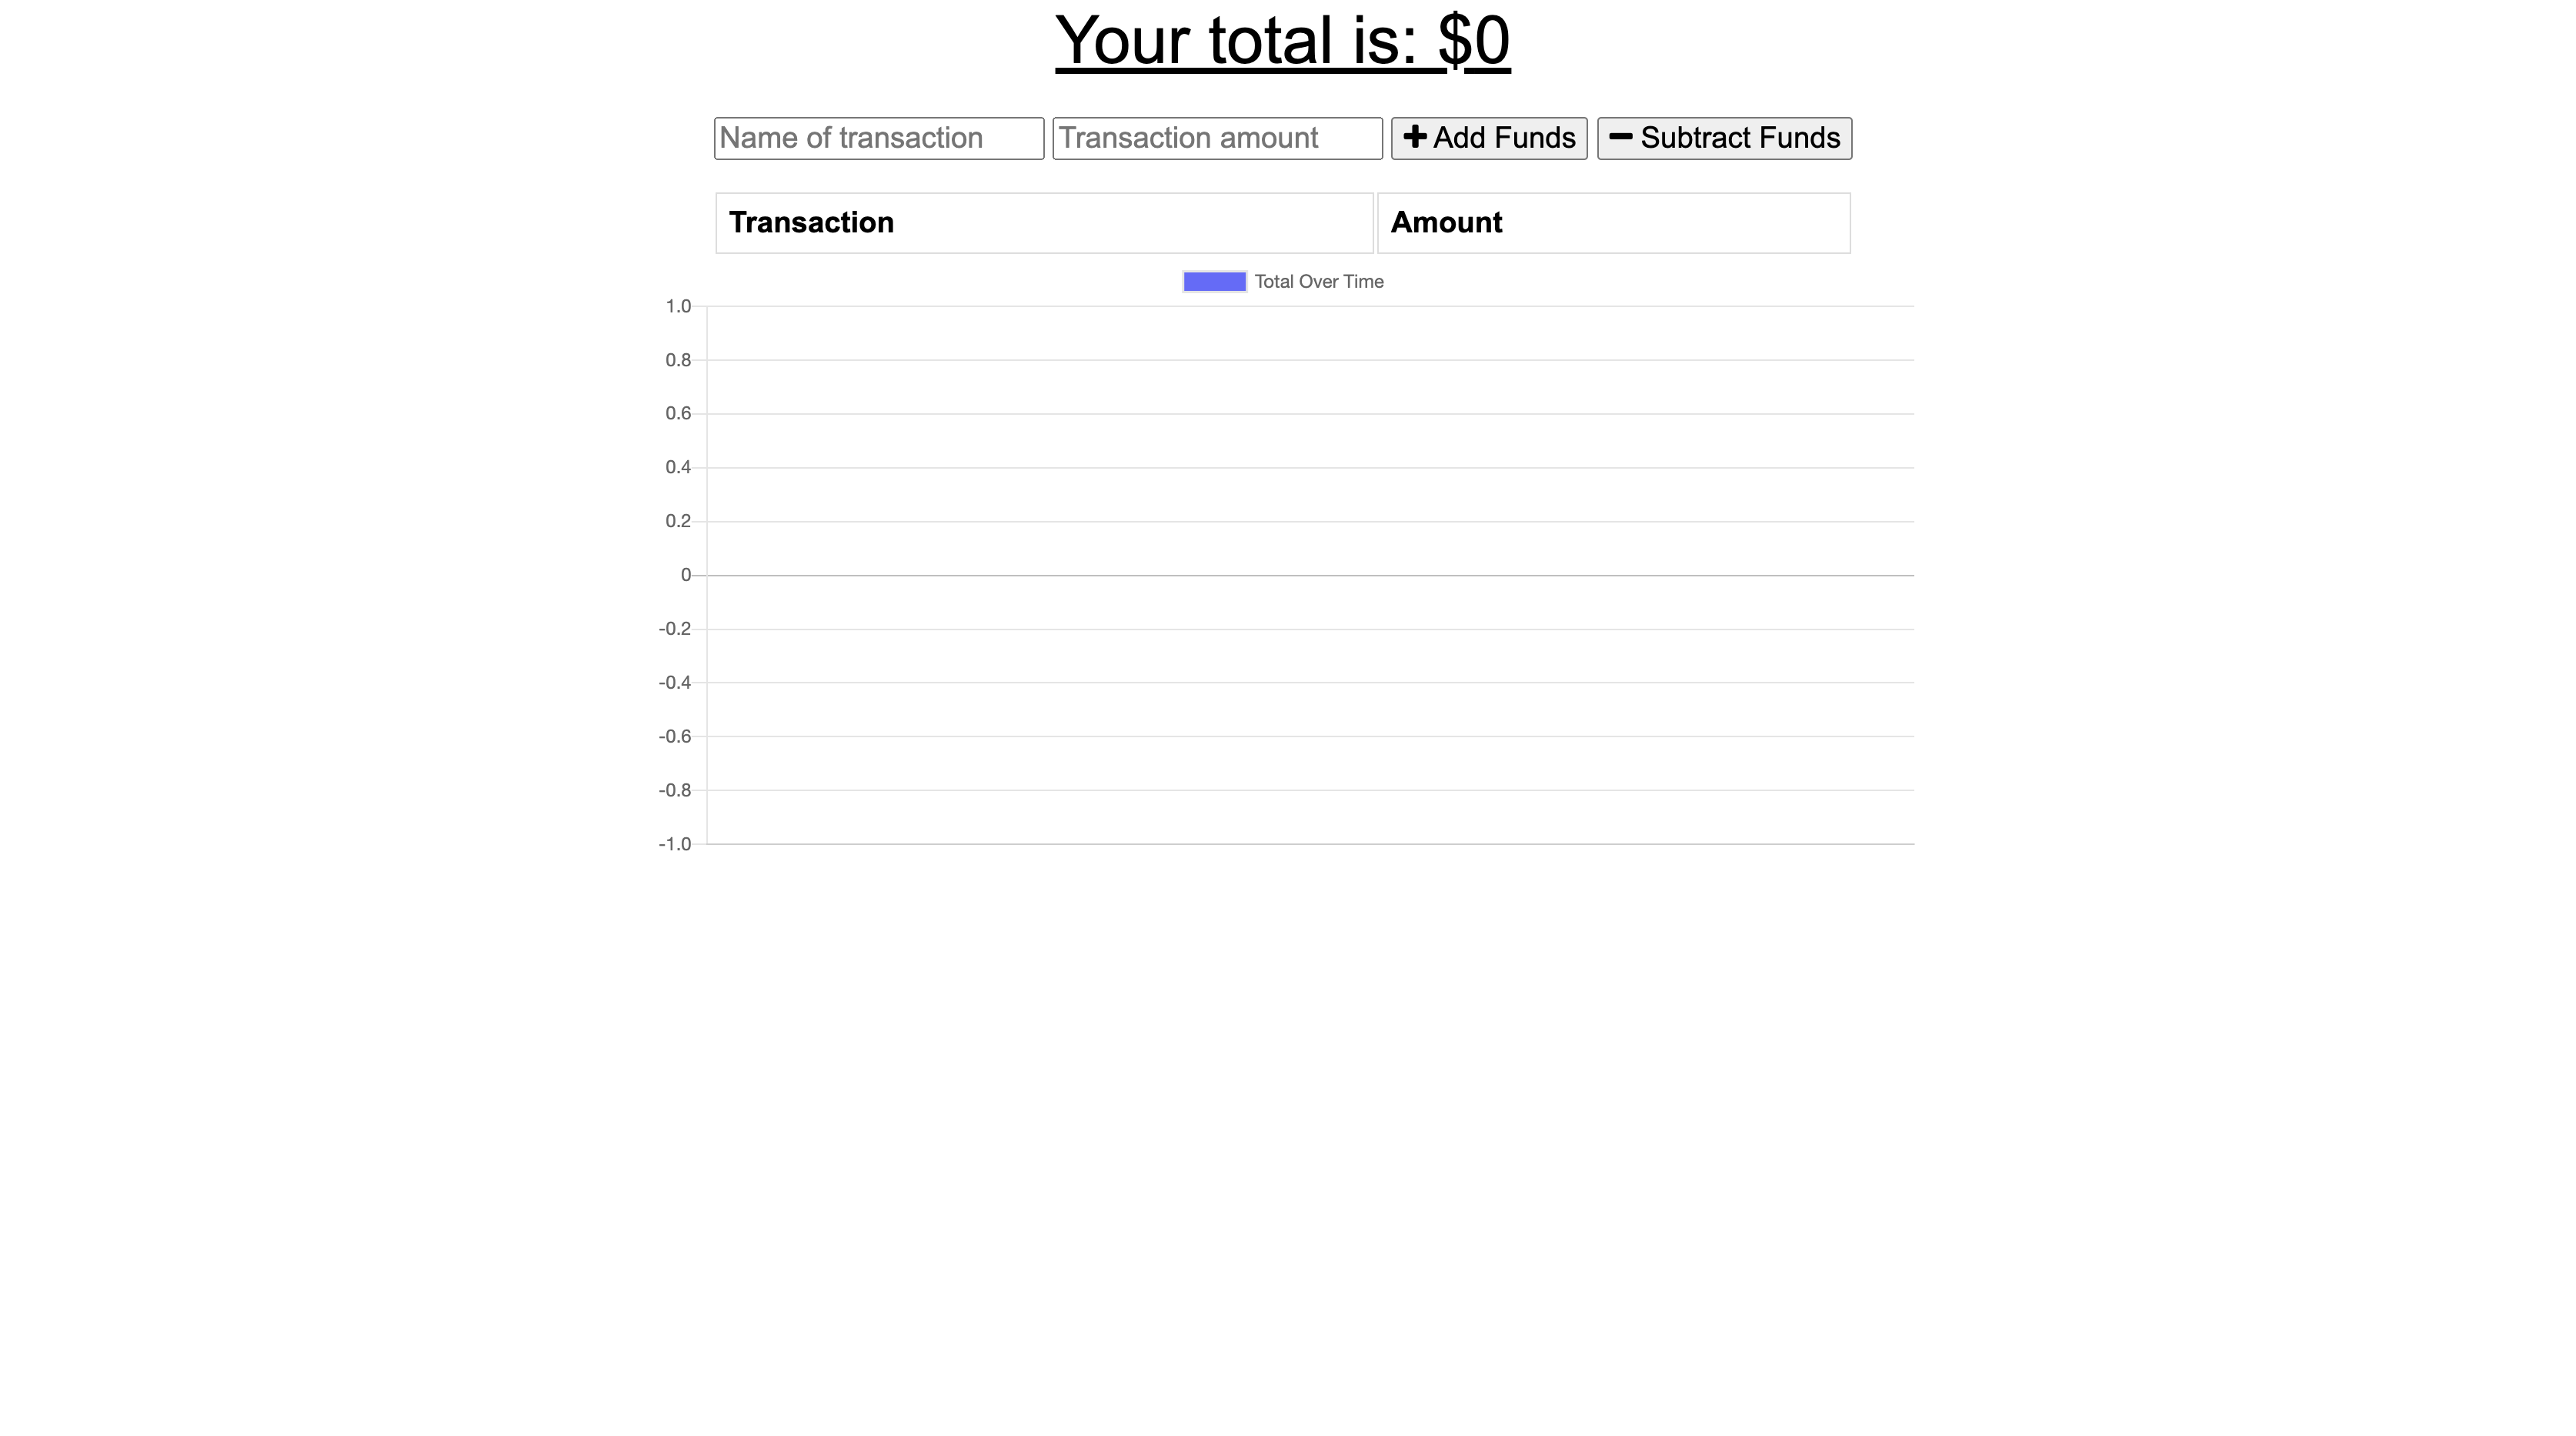 Your total is: $0
Name of transaction Transaction amount Add Funds Subtract Funds
Transaction Amount
Total Over Time
1.0
0.8
0.6
0.4
0.2
0
-0.2
-0.4
-0.6
-0.8
-1.0